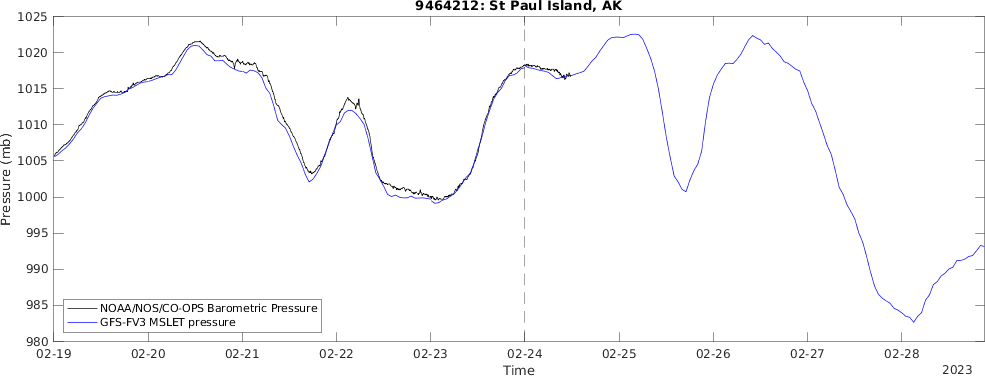 9464212: St Paul Island, AK
Pressure (mb)
1025
1020
1015
1010
1005
1000
995
990
985
980
NOAA/NOS/CO-OPS Barometric Pressure
GFS-FV3 MSLET pressure
02-19 02-20 02-21 02-22 02-23 02-24 02-25 02-26 02-27 02-28
Time
2023